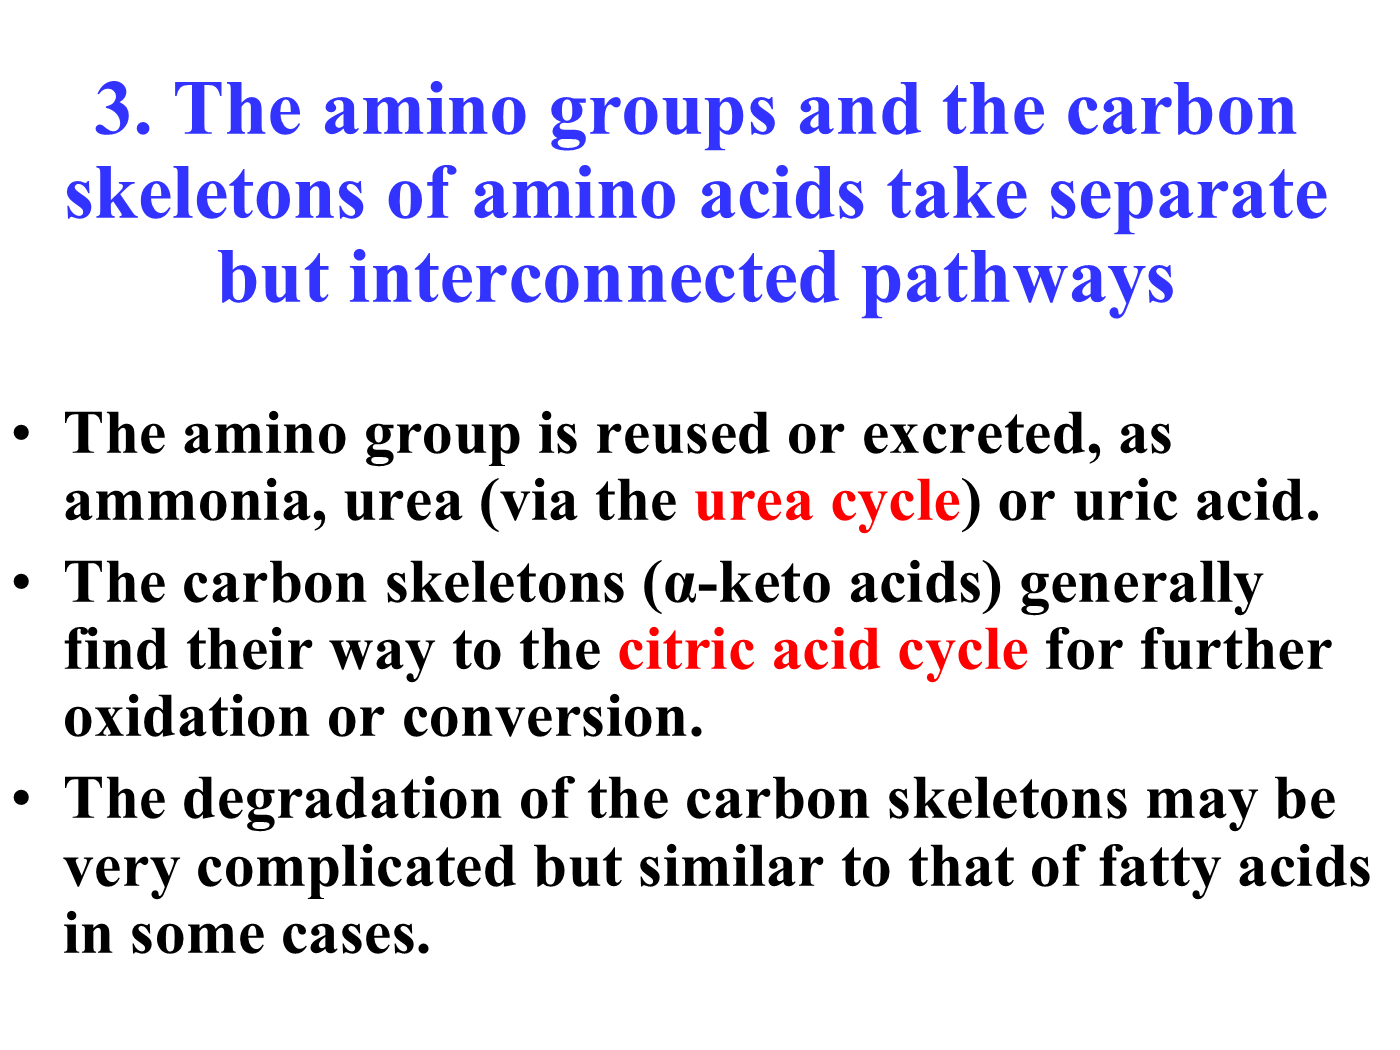 3. The amino groups and the carbon
skeletons of amino acids take separate
but interconnected pathways
• The amino group is reused or excreted, as
ammonia, urea (via the urea cycle) or uric acid.
• The carbon skeletons (α-keto acids) generally
find their way to the citric acid cycle for further
oxidation or conversion.
• The degradation of the carbon skeletons may be
very complicated but similar to that of fatty acids
in some cases.